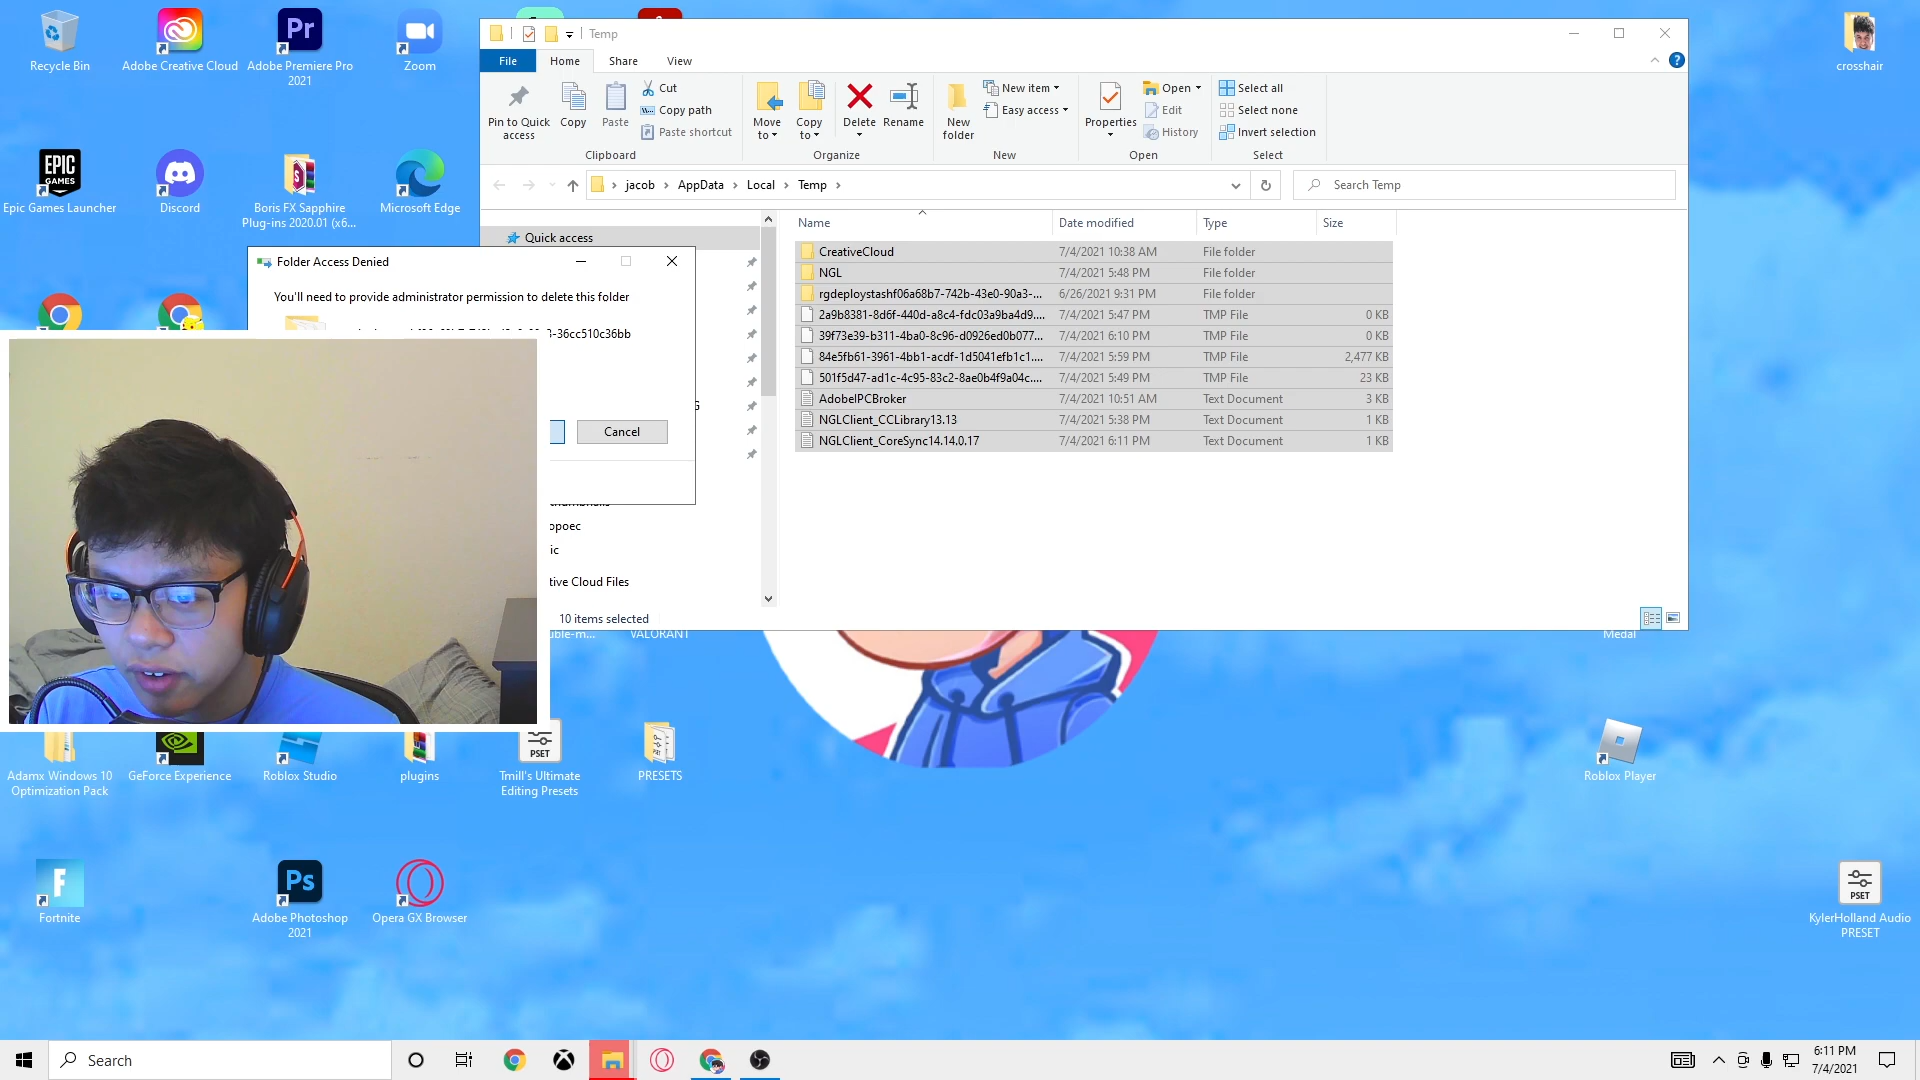 Recycle Bin
Adobe Creative Cloud
Adobe Premiere Pro
2021
Zoom
crosshair
EPIC
GAMES
Epic Games Launcher
Discord
Boris FX Sapphire
Plug-ins 2020.01 (x6...
Microsoft Edge
Temp
File
Home
Share
View
Pin to Quick
access
Copy
Paste
Cut
Copy path
Paste shortcut
Clipboard
Move
to
Copy
to
Delete
Rename
Organize
New
folder
New item
Easy access
New
Properties
Open
Edit
History
Open
Select all
Select none
Invert selection
Select
jacob
AppData
Local
Temp
Search Temp
Quick access
Name
Date modified
Type
Size
CreativeCloud 7/4/2021 10:38 AM File folder
NGL 7/4/2021 5:48 PM File folder
rgdeploystashf06a68b7-742b-43e0-90a3-... 6/26/2021 9:31 PM File folder
2a9b8381-8d6f-440d-a8c4-fdc03a9ba4d9.... 7/4/2021 5:47 PM TMP File 0 KB
39f73e39-b311-4ba0-8c96-d0926ed0b077... 7/4/2021 6:10 PM TMP File 0 KB
84e5fb61-3961-4bb1-acdf-1d5041efb1c1.... 7/4/2021 5:59 PM TMP File 2,477 KB
501f5d47-ad1c-4c95-83c2-8ae0b4f9a04c.... 7/4/2021 5:49 PM TMP File 23 KB
AdobeIPCBroker 7/4/2021 10:51 AM Text Document 3 KB
NGLClient_CCLibrary13.13 7/4/2021 5:38 PM Text Document 1 KB
NGLClient_CoreSync14.14.0.17 7/4/2021 6:11 PM Text Document 1 KB
Folder Access Denied
You'll need to provide administrator permission to delete this folder
-36cc510c36bb
Cancel
opoec
ic
tive Cloud Files
10 items selected
uble-m...
VALORANT
Medal
Adamx Windows 10
Optimization Pack
GeForce Experience
Roblox Studio
plugins
PSET
Tmill's Ultimate
Editing Presets
PRESETS
Roblox Player
Fortnite
Ps
Adobe Photoshop
2021
Opera GX Browser
PSET
KylerHolland Audio
PRESET
Search
6:11 PM
7/4/2021
Pr
F